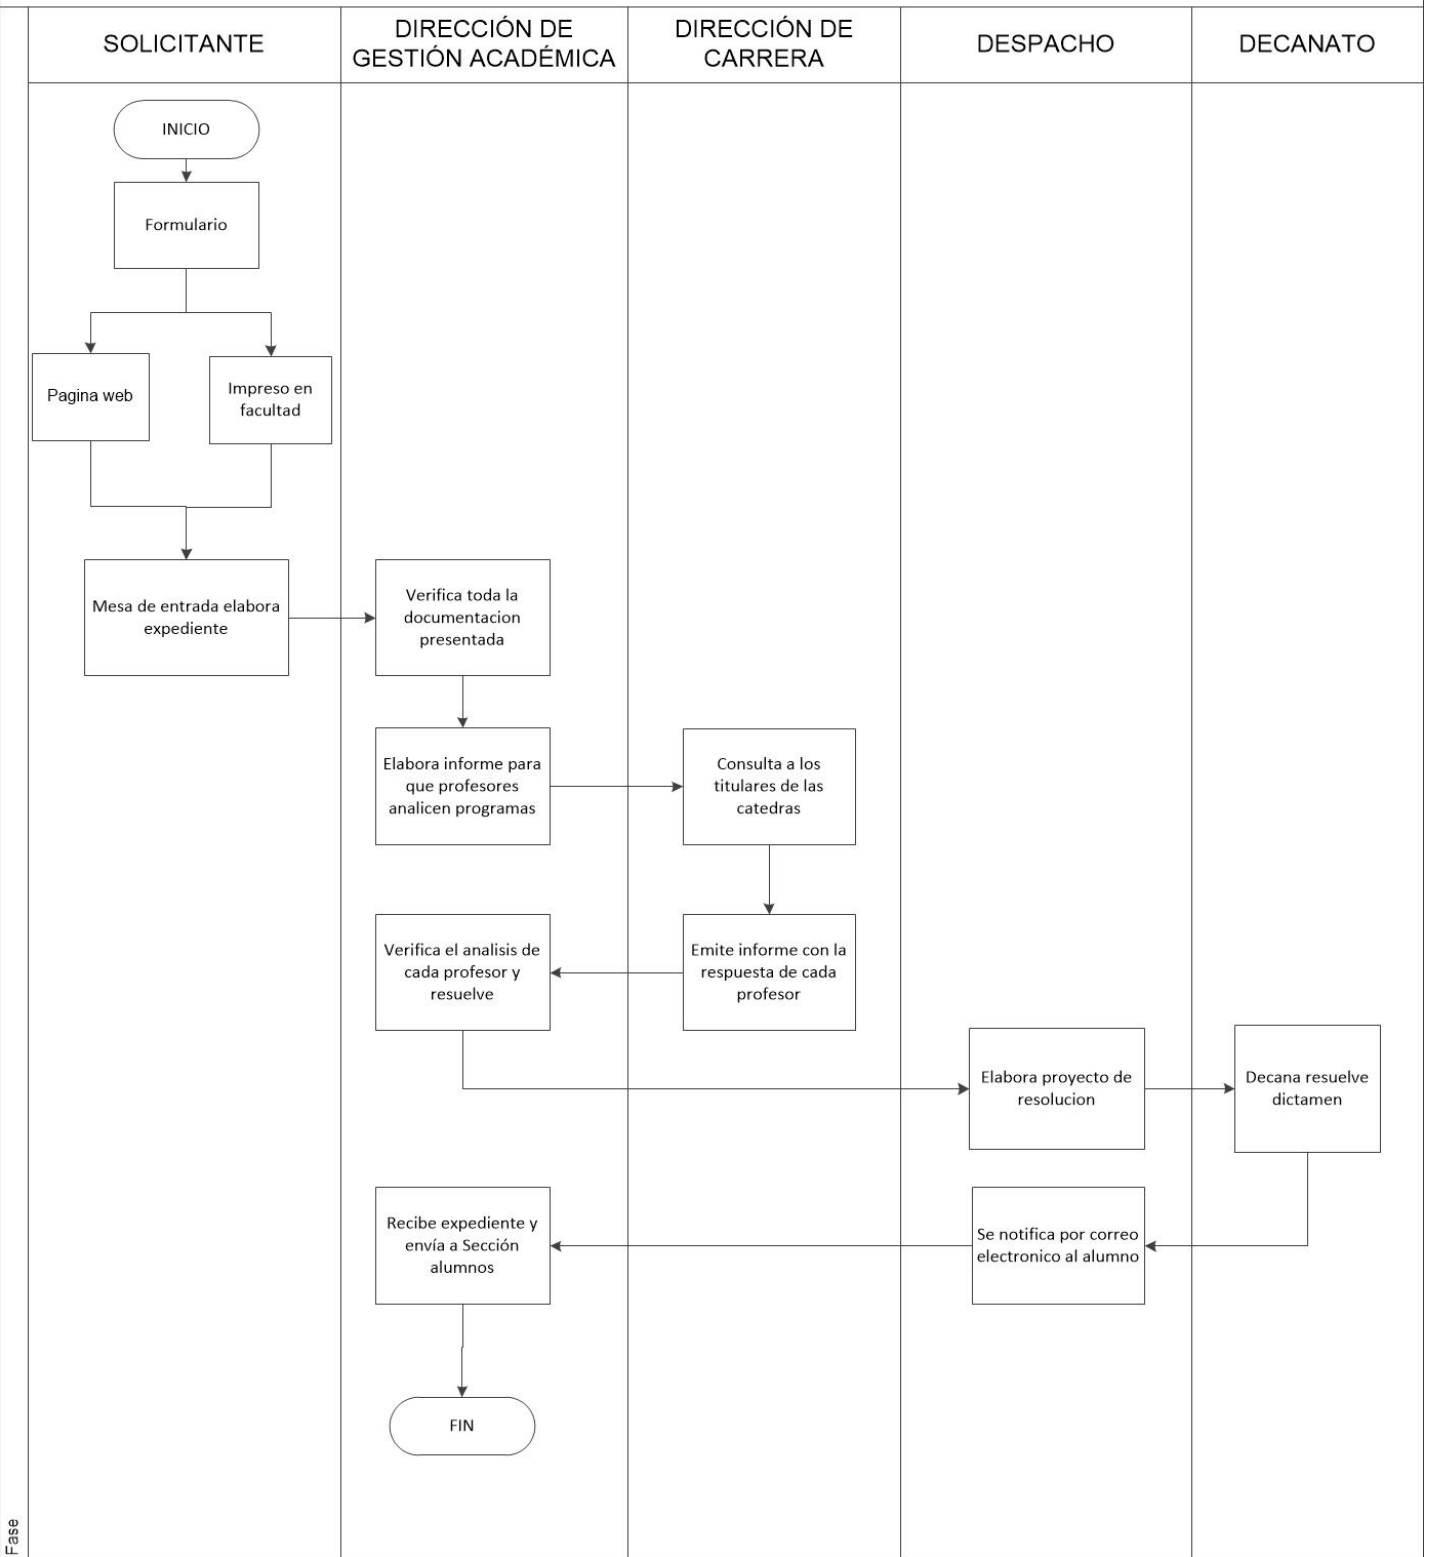 SOLICITANTE
DIRECCIÓN DE
GESTIÓN ACADÉMICA
DIRECCIÓN DE
CARRERA
DESPACHO
DECANATO
INICIO
Formulario
Pagina web
Impreso en
facultad
Mesa de entrada elabora
expediente
Verifica toda la
documentacion
presentada
Elabora informe para
que profesores
analicen programas
Consulta a los
titulares de las
catedras
Verifica el analisis de
cada profesor y
resuelve
Emite informe con la
respuesta de cada
profesor
Elabora proyecto de
resolucion
Decana resuelve
dictamen
Recibe expediente y
envía a Sección
alumnos
Se notifica por correo
electronico al alumno
FIN
Fase